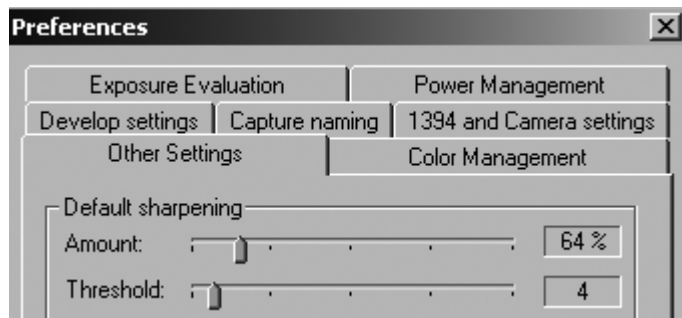 Preferences
Exposure Evaluation Power Management
Develop settings Capture naming 1394 and Camera settings
Other Settings Color Management
Default sharpening
Amount: 64 %
Threshold: 4